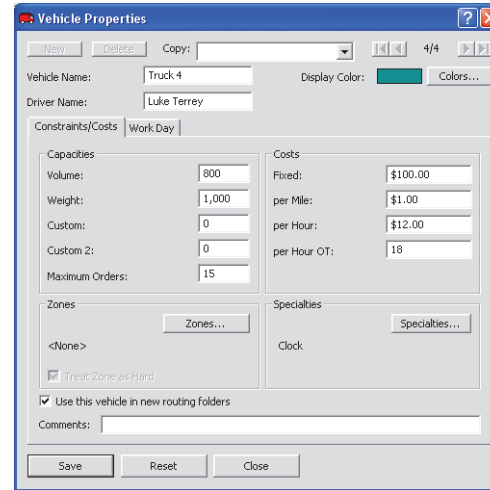 Vehicle Properties
New Delete Copy: 4/4
Vehicle Name: Truck 4 Display Color: Colors...
Driver Name: Luke Terrey
Constraints/Costs Work Day
Capacities Costs
Volume: 800 Fixed: $100.00
Weight: 1,000 per Mile: $1.00
Custom: 0 per Hour: $12.00
Custom 2: 0 per Hour OT: 18
Maximum Orders: 15
Zones Specialties
Zones... Specialties...
<None> Clock
Treat Zone as Hard
Use this vehicle in new routing folders
Comments:
Save Reset Close